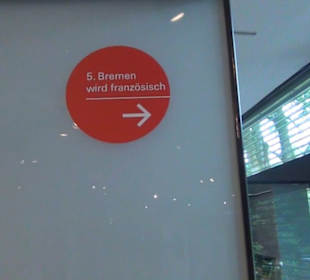 5. Bremen
wird französisch